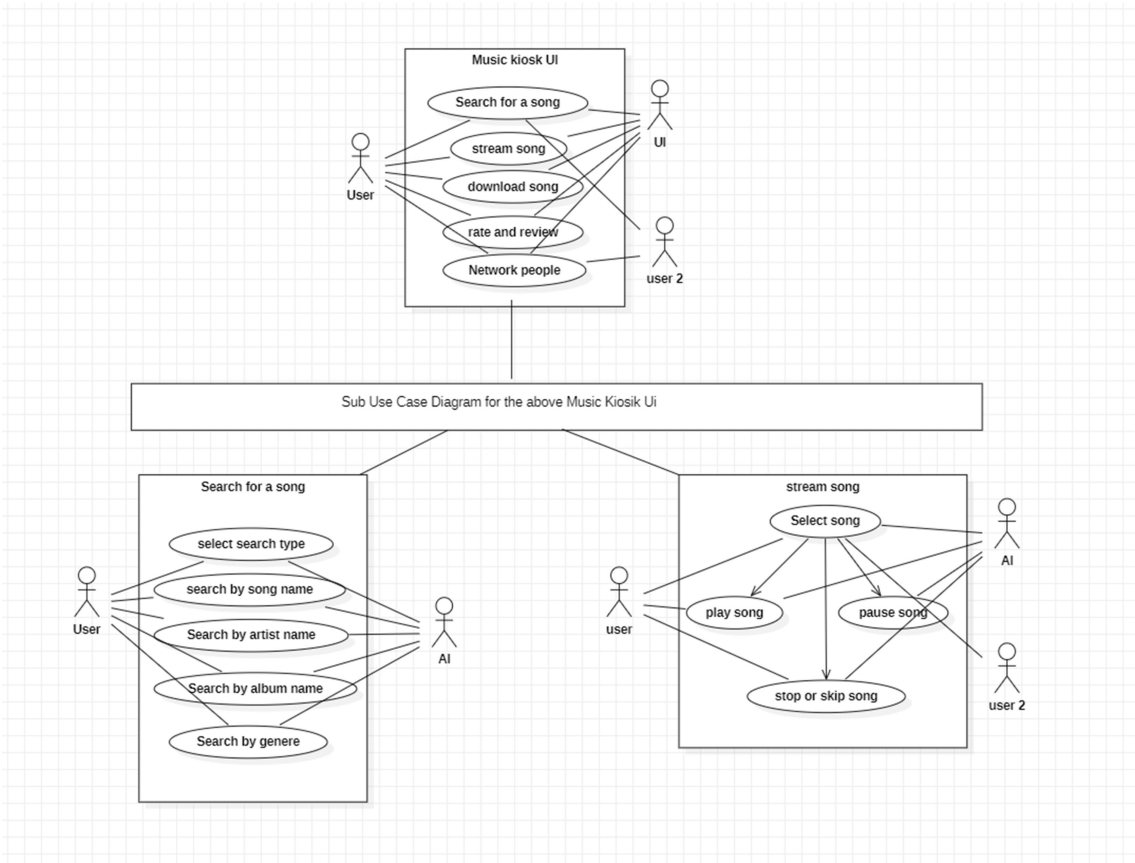 Music kiosk UI
Search for a song
stream song
download song
rate and review
Network people
User
UI
user 2
Sub Use Case Diagram for the above Music Kiosik Ui
Search for a song
select search type
search by song name
Search by artist name
Search by album name
Search by genere
User
AI
stream song
Select song
play song
pause song
stop or skip song
user
AI
user 2